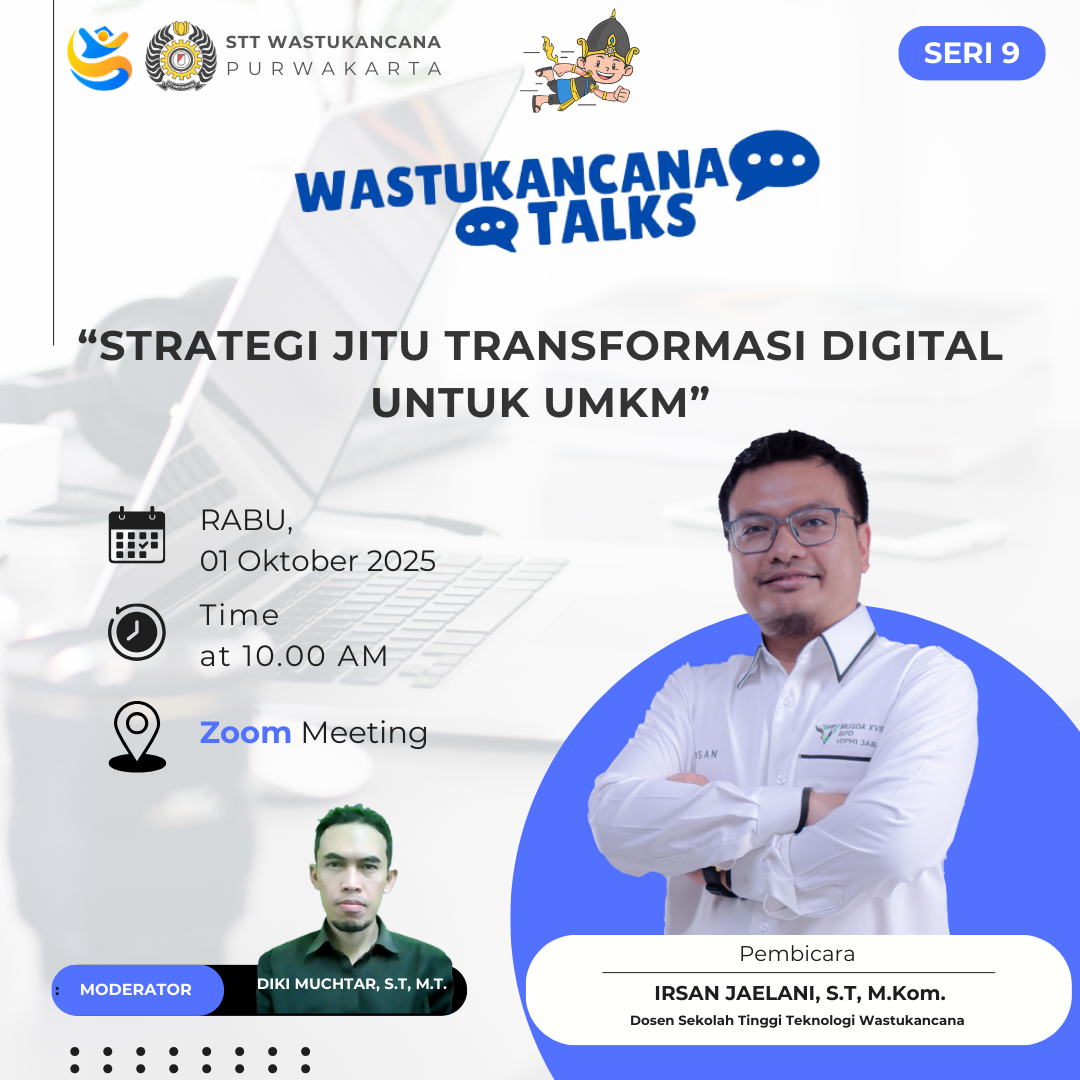 STT WASTUKANCANA
PURWAKARTA
SERI 9
WASTUKANCANA
TALKS
“STRATEGI JITU TRANSFORMASI DIGITAL
UNTUK UMKM”
RABU,
01 Oktober 2025
Time
at 10.00 AM
Zoom Meeting
MUSDA XVII
BPD
HIPMI JABA
: MODERATOR
DIKI MUCHTAR, S.T, M.T.
Pembicara
IRSAN JAELANI, S.T, M.Kom.
Dosen Sekolah Tinggi Teknologi Wastukancana